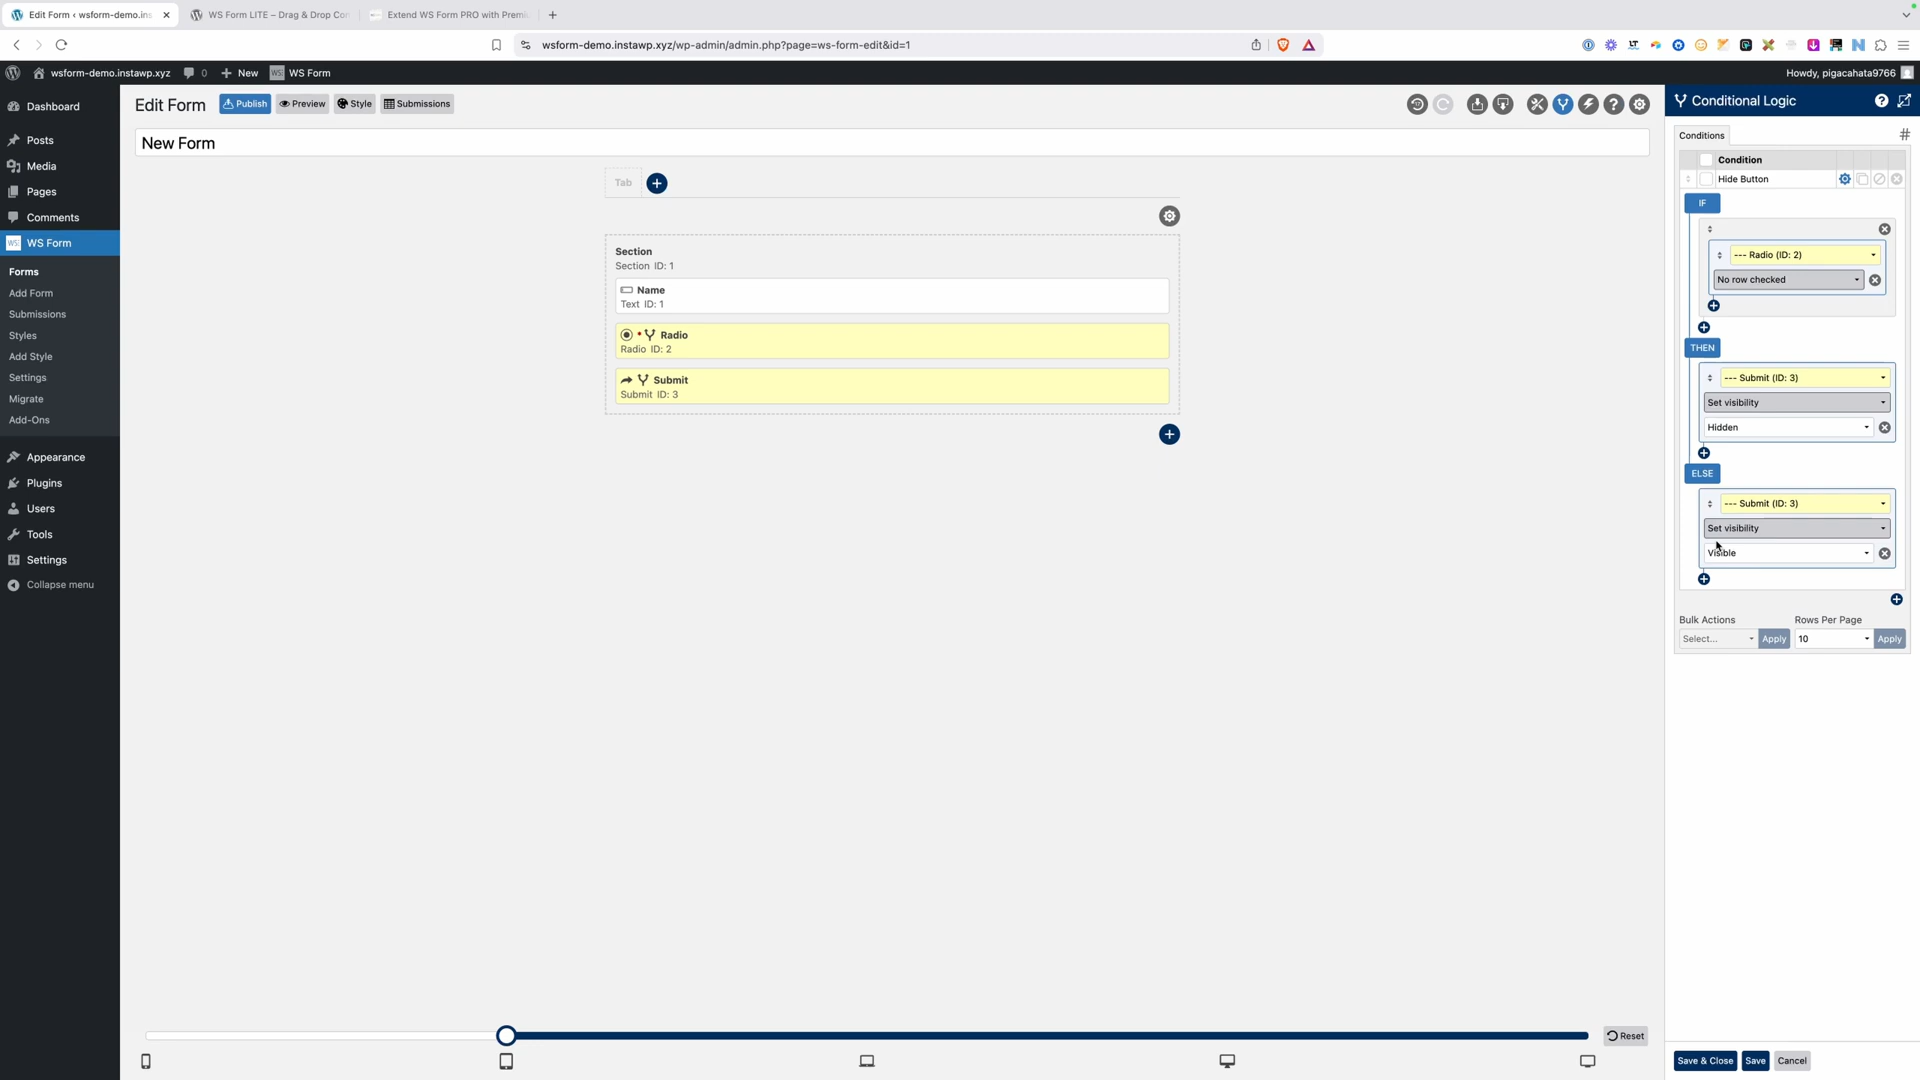 Edit Form ‹ wsform-demo.ins
WS Form LITE – Drag & Drop Con
Extend WS Form PRO with Premi
wsform-demo.instawp.xyz/wp-admin/admin.php?page=ws-form-edit&id=1
wsform-demo.instawp.xyz
0
New
WS Form
Howdy, pigacahata9766
Dashboard
Posts
Media
Pages
Comments
WS Form
Forms
Add Form
Submissions
Styles
Add Style
Settings
Migrate
Add-Ons
Appearance
Plugins
Users
Tools
Settings
Collapse menu
Edit Form
Publish
Preview
Style
Submissions
New Form
Tab
Section
Section ID: 1
Name
Text ID: 1
* Radio
Radio ID: 2
Submit
Submit ID: 3
Reset
Conditional Logic
Conditions
#
Condition
Hide Button
IF
--- Radio (ID: 2)
No row checked
THEN
--- Submit (ID: 3)
Set visibility
Hidden
ELSE
--- Submit (ID: 3)
Set visibility
Visible
Bulk Actions
Rows Per Page
Select...
Apply
10
Apply
Save & Close
Save
Cancel